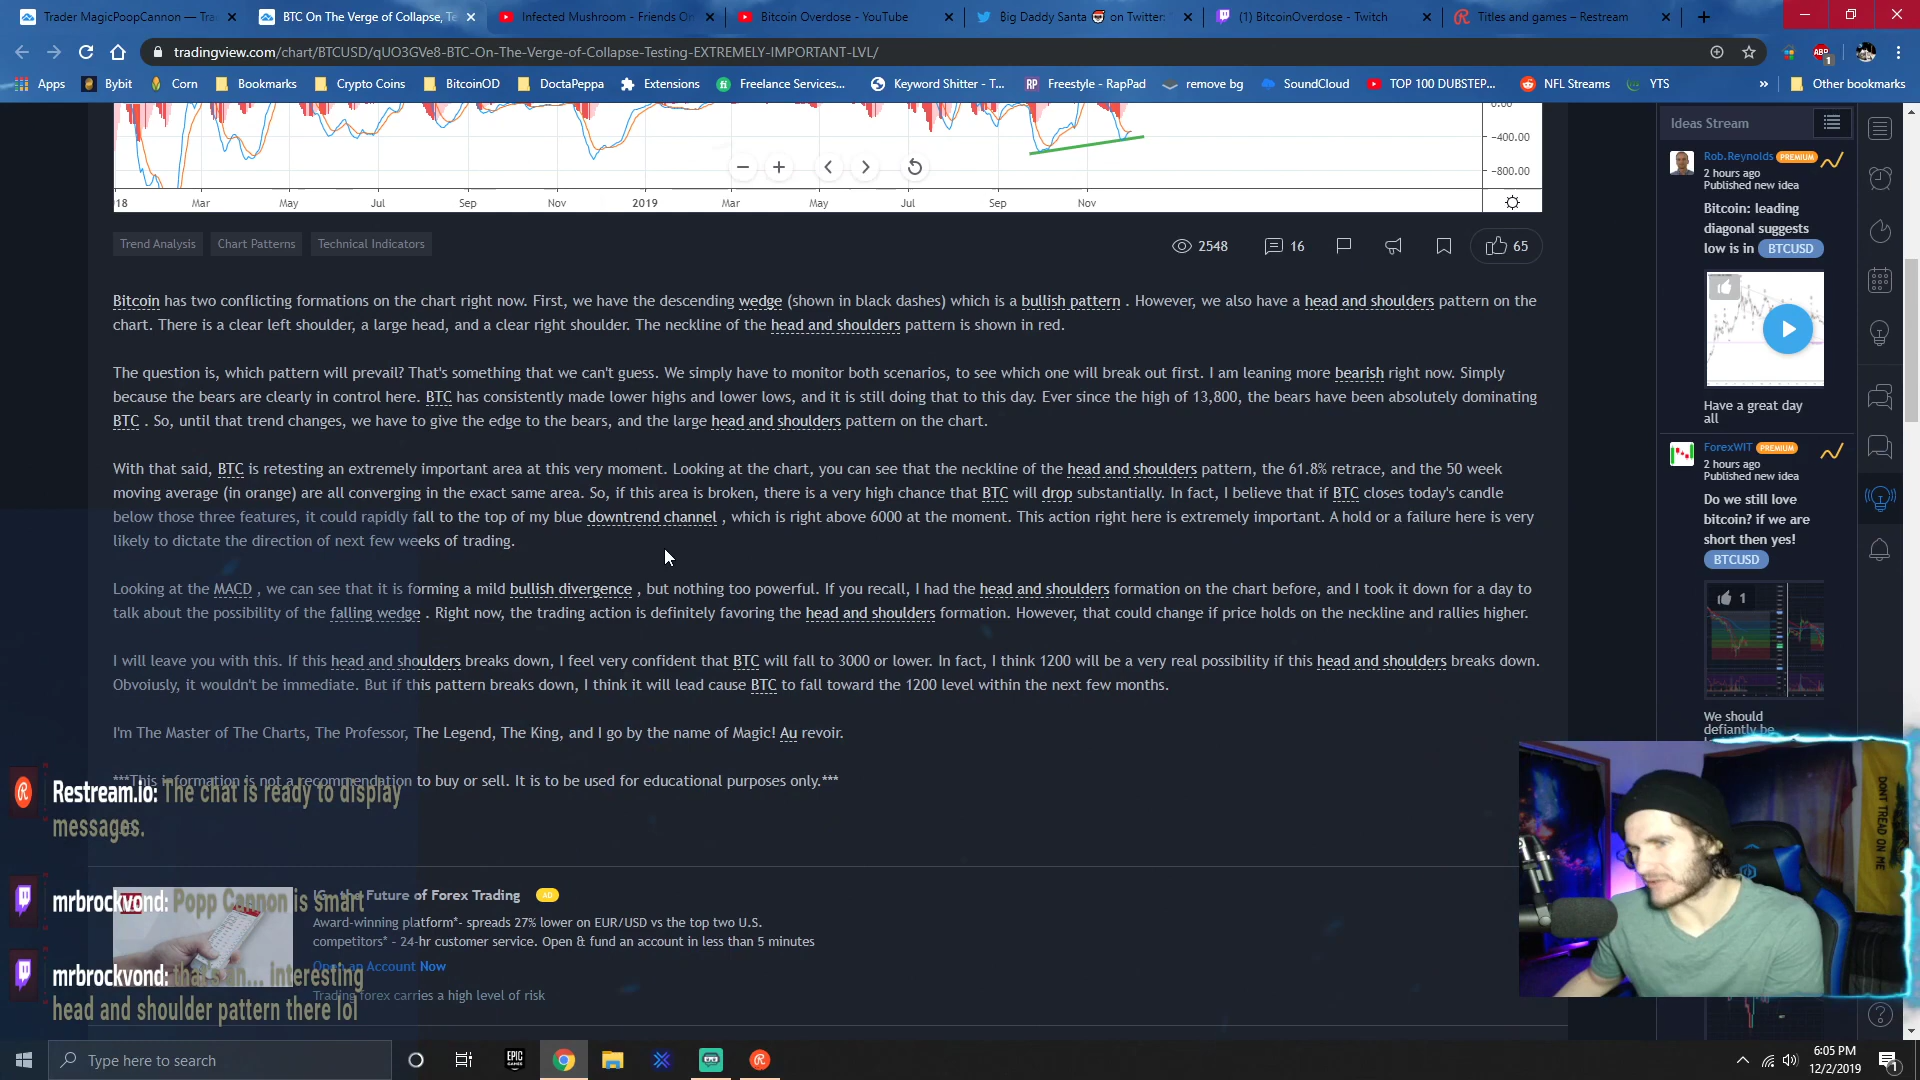 Trader MagicPoopCannon — Tra
BTC On The Verge of Collapse, Te
Infected Mushroom - Friends On
Bitcoin Overdose - YouTube
Big Daddy Santa 🎅 on Twitter:
(1) BitcoinOverdose - Twitch
Titles and games – Restream
tradingview.com/chart/BTCUSD/qUO3GVe8-BTC-On-The-Verge-of-Collapse-Testing-EXTREMELY-IMPORTANT-LVL/
Apps
Bybit
Corn
Bookmarks
Crypto Coins
BitcoinOD
DoctaPeppa
Extensions
Freelance Services...
Keyword Shitter - T...
Freestyle - RapPad
remove bg
SoundCloud
TOP 100 DUBSTEP...
NFL Streams
YTS
»
Other bookmarks
0.00
−400.00
−800.00
'18 Mar May Jul Sep Nov 2019 Mar May Jul Sep Nov
Trend Analysis Chart Patterns Technical Indicators
2548 16 65
Bitcoin has two conflicting formations on the chart right now. First, we have the descending wedge (shown in black dashes) which is a bullish pattern . However, we also have a head and shoulders pattern on the
chart. There is a clear left shoulder, a large head, and a clear right shoulder. The neckline of the head and shoulders pattern is shown in red.
The question is, which pattern will prevail? That's something that we can't guess. We simply have to monitor both scenarios, to see which one will break out first. I am leaning more bearish right now. Simply
because the bears are clearly in control here. BTC has consistently made lower highs and lower lows, and it is still doing that to this day. Ever since the high of 13,800, the bears have been absolutely dominating
BTC . So, until that trend changes, we have to give the edge to the bears, and the large head and shoulders pattern on the chart.
With that said, BTC is retesting an extremely important area at this very moment. Looking at the chart, you can see that the neckline of the head and shoulders pattern, the 61.8% retrace, and the 50 week
moving average (in orange) are all converging in the exact same area. So, if this area is broken, there is a very high chance that BTC will drop substantially. In fact, I believe that if BTC closes today's candle
below those three features, it could rapidly fall to the top of my blue downtrend channel , which is right above 6000 at the moment. This action right here is extremely important. A hold or a failure here is very
likely to dictate the direction of next few weeks of trading.
Looking at the MACD , we can see that it is forming a mild bullish divergence , but nothing too powerful. If you recall, I had the head and shoulders formation on the chart before, and I took it down for a day to
talk about the possibility of the falling wedge . Right now, the trading action is definitely favoring the head and shoulders formation. However, that could change if price holds on the neckline and rallies higher.
I will leave you with this. If this head and shoulders breaks down, I feel very confident that BTC will fall to 3000 or lower. In fact, I think 1200 will be a very real possibility if this head and shoulders breaks down.
Obvoiusly, it wouldn't be immediate. But if this pattern breaks down, I think it will lead cause BTC to fall toward the 1200 level within the next few months.
I'm The Master of The Charts, The Professor, The Legend, The King, and I go by the name of Magic! Au revoir.
***This information is not a recommendation to buy or sell. It is to be used for educational purposes only.***
Restream.io: The chat is ready to display
messages.
mrbrockvond: Popp Cannon is smart
mrbrockvond: that's an... interesting
head and shoulder pattern there lol
IG - the Future of Forex Trading AD
Award-winning platform*- spreads 27% lower on EUR/USD vs the top two U.S.
competitors* - 24-hr customer service. Open & fund an account in less than 5 minutes
Open an Account Now
Trading forex carries a high level of risk
Ideas Stream
Rob.Reynolds PREMIUM
2 hours ago
Published new idea
Bitcoin: leading
diagonal suggests
low is in BTCUSD
Have a great day
all
ForexWIT PREMIUM
2 hours ago
Published new idea
Do we still love
bitcoin? if we are
short then yes!
BTCUSD
1
We should
defiantly be
DONT TREAD ON ME
Type here to search
EPIC GAMES
6:05 PM
12/2/2019
1